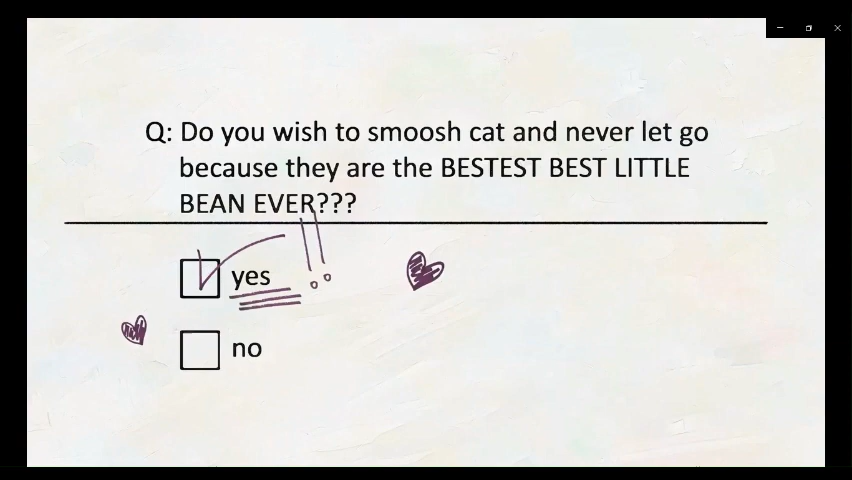 Q: Do you wish to smoosh cat and never let go
because they are the BESTEST BEST LITTLE
BEAN EVER???
yes !!
no